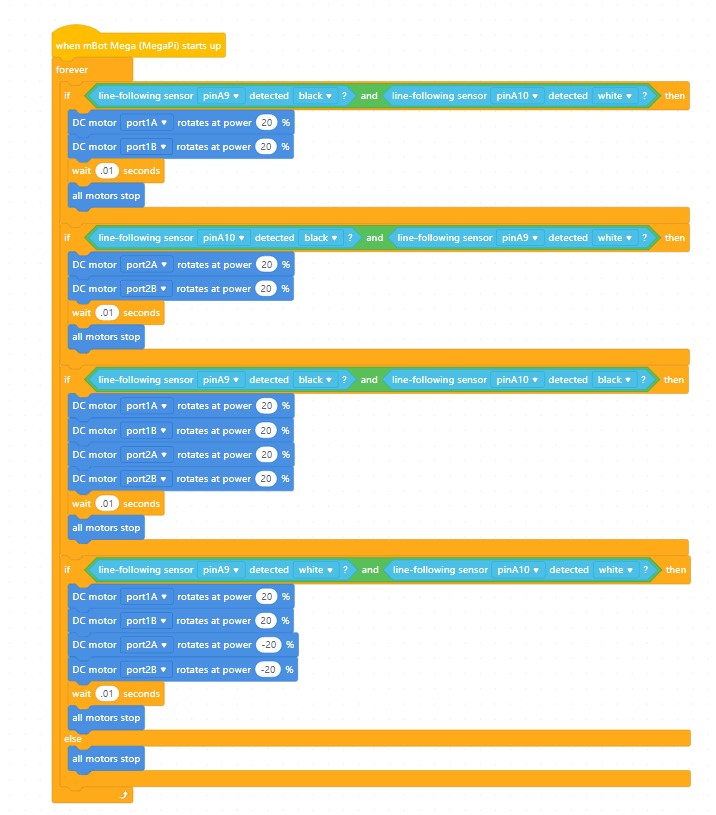 when mBot Mega (MegaPi) starts up
forever
if line-following sensor pinA9 detected black ? and line-following sensor pinA10 detected white ? then
DC motor port1A rotates at power 20 %
DC motor port1B rotates at power 20 %
wait .01 seconds
all motors stop
if line-following sensor pinA10 detected black ? and line-following sensor pinA9 detected white ? then
DC motor port2A rotates at power 20 %
DC motor port2B rotates at power 20 %
wait .01 seconds
all motors stop
if line-following sensor pinA9 detected black ? and line-following sensor pinA10 detected black ? then
DC motor port1A rotates at power 20 %
DC motor port1B rotates at power 20 %
DC motor port2A rotates at power 20 %
DC motor port2B rotates at power 20 %
wait .01 seconds
all motors stop
if line-following sensor pinA9 detected white ? and line-following sensor pinA10 detected white ? then
DC motor port1A rotates at power 20 %
DC motor port1B rotates at power 20 %
DC motor port2A rotates at power -20 %
DC motor port2B rotates at power -20 %
wait .01 seconds
all motors stop
else
all motors stop